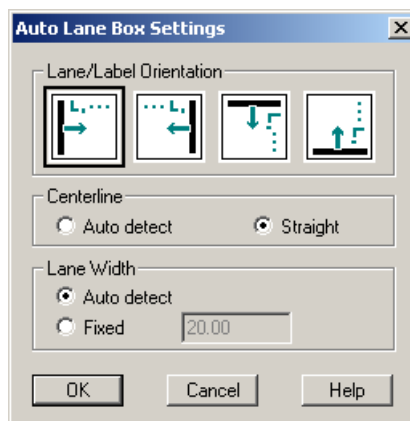 Auto Lane Box Settings
Lane/Label Orientation
L
L
Centerline
Auto detect
Straight
Lane Width
Auto detect
Fixed
20.00
OK
Cancel
Help